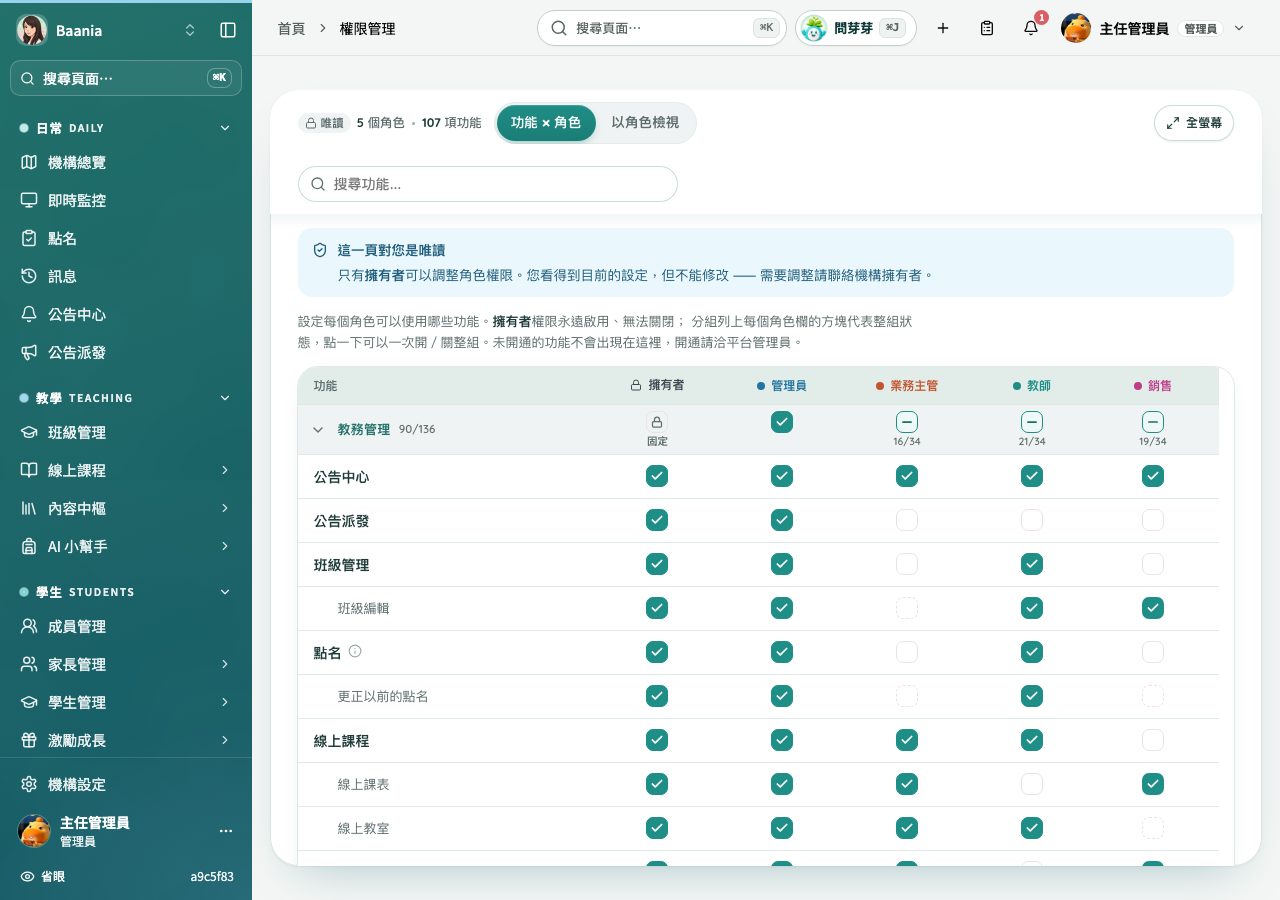 Baania
搜尋頁面… ⌘K
日常 DAILY
機構總覽
即時監控
點名
訊息
公告中心
公告派發
教學 TEACHING
班級管理
線上課程
內容中樞
AI 小幫手
學生 STUDENTS
成員管理
家長管理
學生管理
激勵成長
機構設定
主任管理員
管理員
省眼 a9c5f83
首頁 權限管理
搜尋頁面… ⌘K
問芽芽 ⌘J
1
主任管理員 管理員
唯讀 5 個角色 • 107 項功能
功能 × 角色 以角色檢視
全螢幕
搜尋功能...
這一頁對您是唯讀
只有擁有者可以調整角色權限。您看得到目前的設定，但不能修改 —— 需要調整請聯絡機構擁有者。
設定每個角色可以使用哪些功能。擁有者權限永遠啟用、無法關閉； 分組列上每個角色欄的方塊代表整組狀
態，點一下可以一次開 / 關整組。未開通的功能不會出現在這裡，開通請洽平台管理員。
功能 擁有者 管理員 業務主管 教師 銷售
教務管理 90/136 固定 16/34 21/34 19/34
公告中心
公告派發
班級管理
班級編輯
點名
更正以前的點名
線上課程
線上課表
線上教室